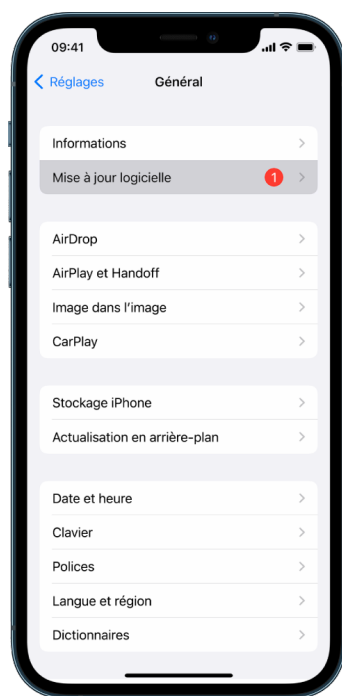 09:41
Réglages Général
Informations
Mise à jour logicielle 1
AirDrop
AirPlay et Handoff
Image dans l'image
CarPlay
Stockage iPhone
Actualisation en arrière-plan
Date et heure
Clavier
Polices
Langue et région
Dictionnaires